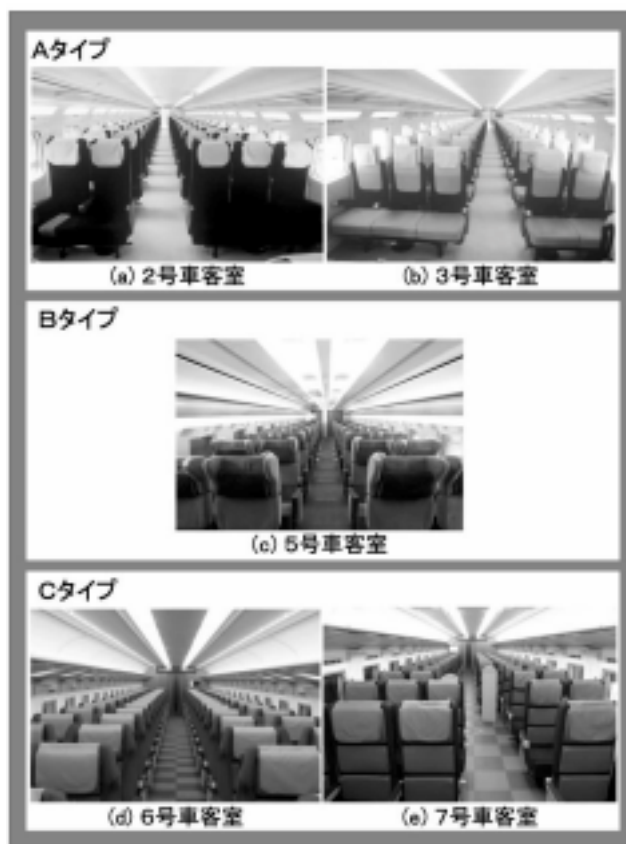 Aタイプ
(a) 2号車客室
(b) 3号車客室
Bタイプ
(c) 5号車客室
Cタイプ
(d) 6号車客室
(e) 7号車客室